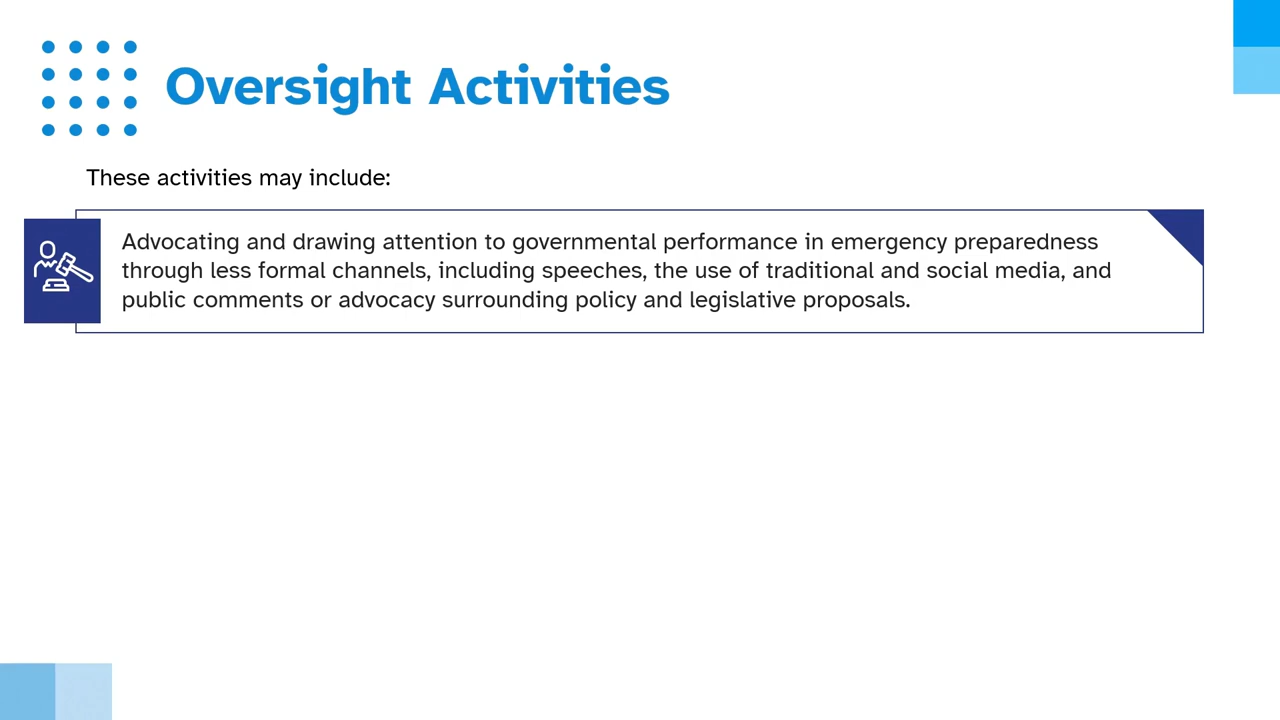 Oversight Activities
These activities may include:
Advocating and drawing attention to governmental performance in emergency preparedness
through less formal channels, including speeches, the use of traditional and social media, and
public comments or advocacy surrounding policy and legislative proposals.